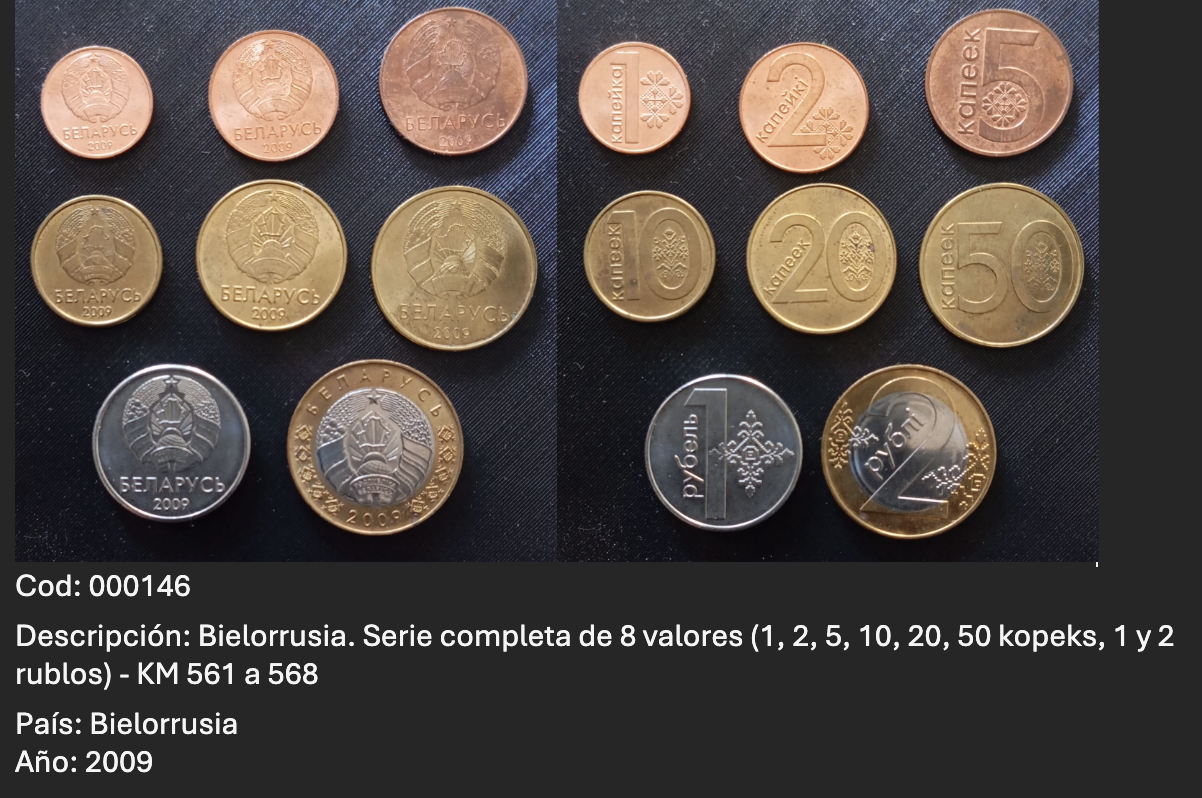 БЕЛАРУСЬ
2009
БЕЛАРУСЬ
2009
БЕЛАРУСЬ
2009
1 капейка
2 капейкі
5 капеек
БЕЛАРУСЬ
2009
БЕЛАРУСЬ
2009
БЕЛАРУСЬ
2009
10 капеек
20 капеек
50 капеек
БЕЛАРУСЬ
2009
БЕЛАРУСЬ
2009
1 рубель
2 рублі
Cod: 000146
Descripción: Bielorrusia. Serie completa de 8 valores (1, 2, 5, 10, 20, 50 kopeks, 1 y 2
rublos) - KM 561 a 568
País: Bielorrusia
Año: 2009